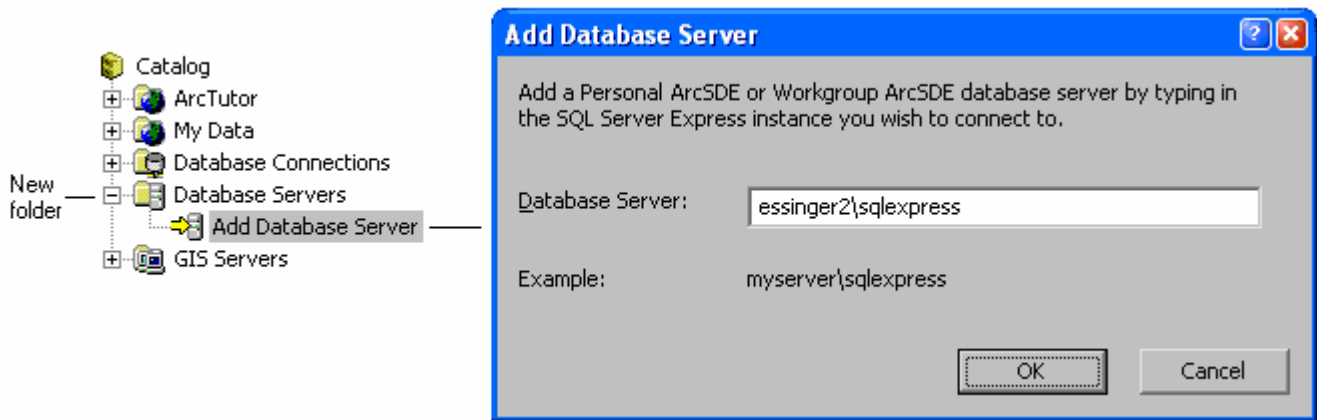 Catalog
ArcTutor
My Data
Database Connections
New folder
Database Servers
Add Database Server
GIS Servers
Add Database Server
Add a Personal ArcSDE or Workgroup ArcSDE database server by typing in
the SQL Server Express instance you wish to connect to.
Database Server:
essinger2\sqlexpress
Example:
myserver\sqlexpress
OK
Cancel